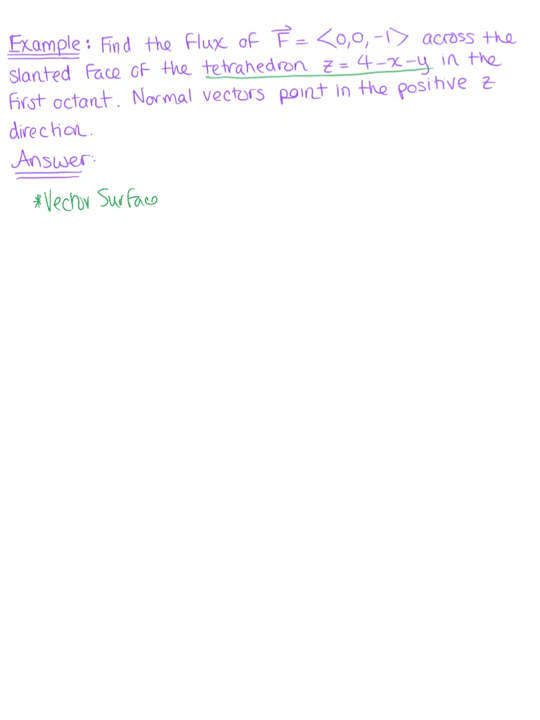 Example: Find the flux of F⃗ = <0,0,-1> across the
slanted face of the tetrahedron z = 4-x-y in the
first octant. Normal vectors point in the positive z
direction.
Answer:
*Vector Surface